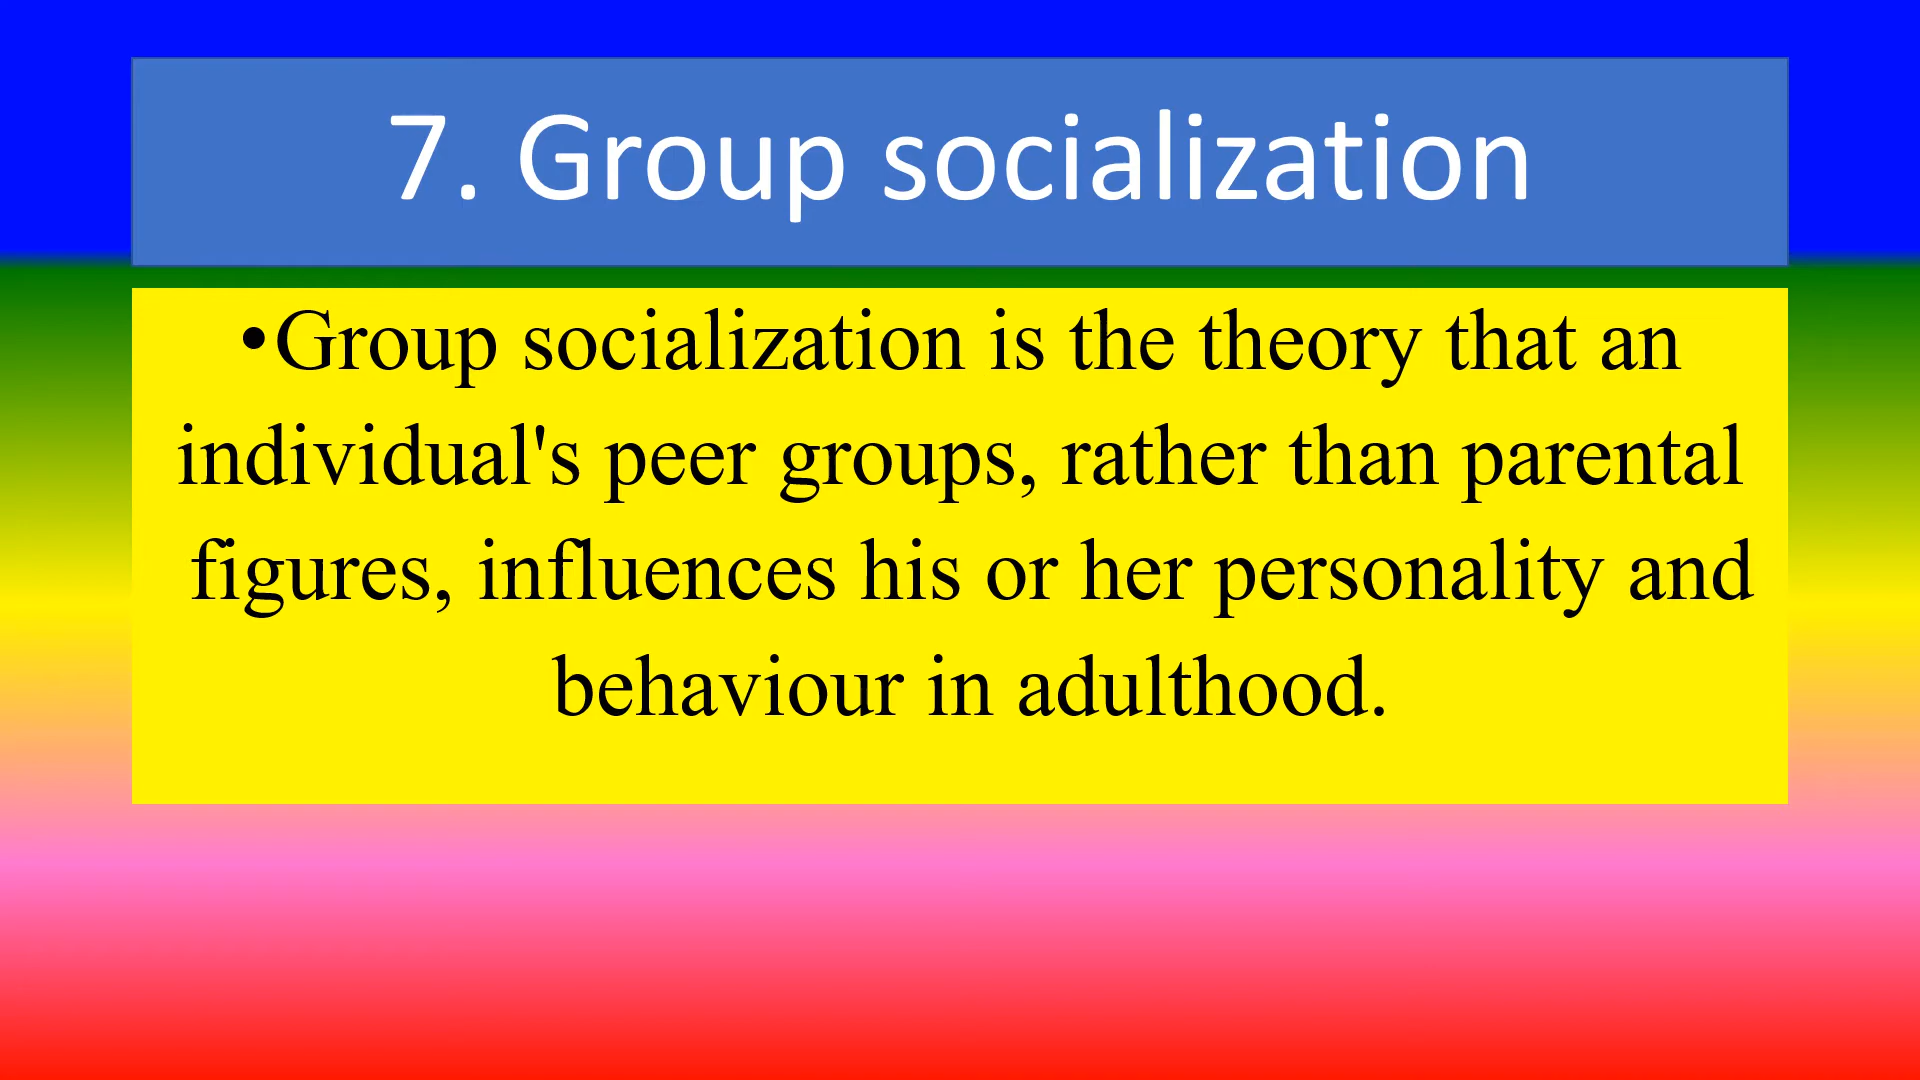 7. Group socialization
•Group socialization is the theory that an
individual's peer groups, rather than parental
figures, influences his or her personality and
behaviour in adulthood.